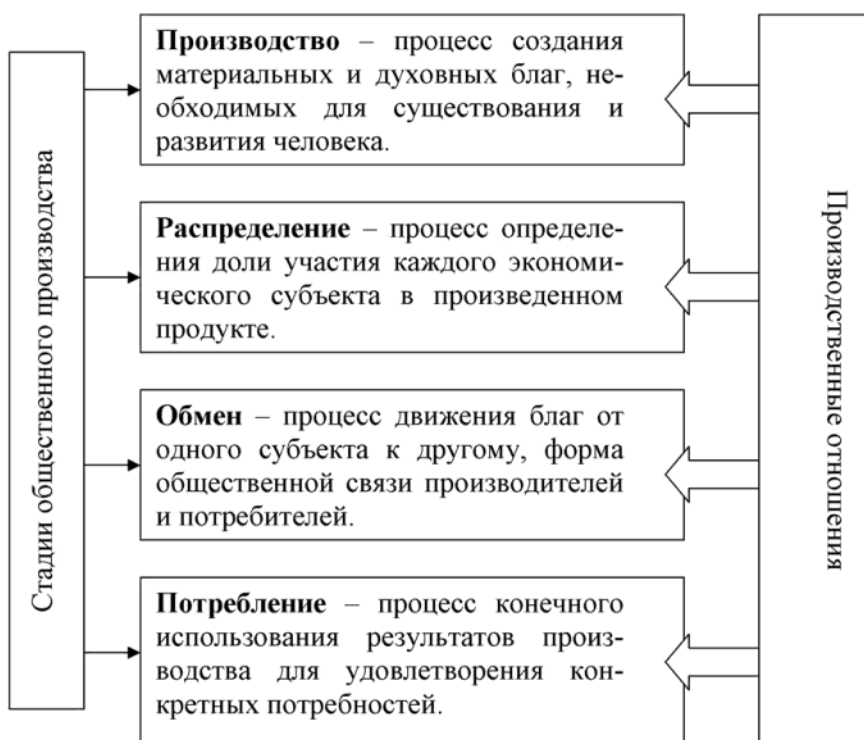 Стадии общественного производства
Производство – процесс создания
материальных и духовных благ, не-
обходимых для существования и
развития человека.
Распределение – процесс определе-
ния доли участия каждого экономи-
ческого субъекта в произведенном
продукте.
Обмен – процесс движения благ от
одного субъекта к другому, форма
общественной связи производителей
и потребителей.
Потребление – процесс конечного
использования результатов произ-
водства для удовлетворения кон-
кретных потребностей.
Производственные отношения